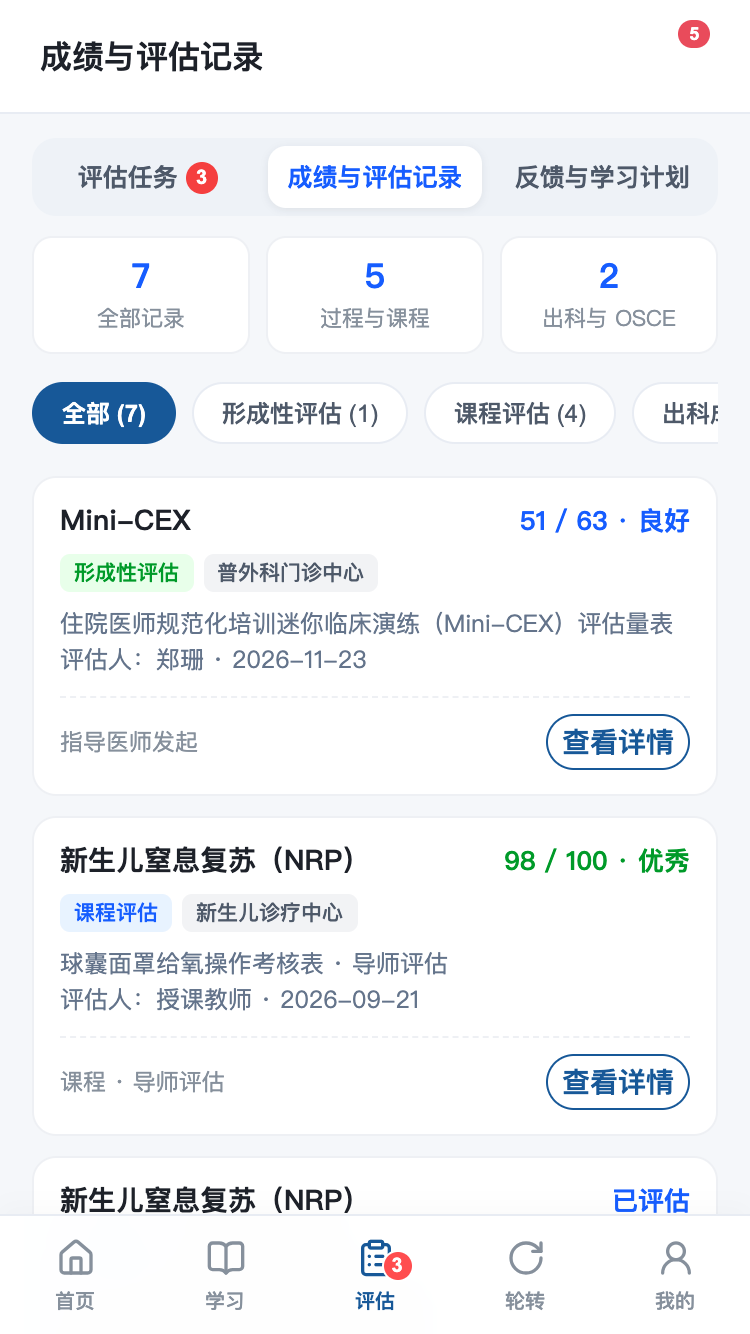 成绩与评估记录
5
评估任务 3
成绩与评估记录
反馈与学习计划
7
全部记录
5
过程与课程
2
出科与 OSCE
全部 (7)
形成性评估 (1)
课程评估 (4)
出科
Mini-CEX
51 / 63 · 良好
形成性评估
普外科门诊中心
住院医师规范化培训迷你临床演练（Mini-CEX）评估量表
评估人：郑珊 · 2026-11-23
指导医师发起
查看详情
新生儿窒息复苏（NRP）
98 / 100 · 优秀
课程评估
新生儿诊疗中心
球囊面罩给氧操作考核表 · 导师评估
评估人：授课教师 · 2026-09-21
课程 · 导师评估
查看详情
新生儿窒息复苏（NRP）
已评估
3
首页
学习
评估
轮转
我的